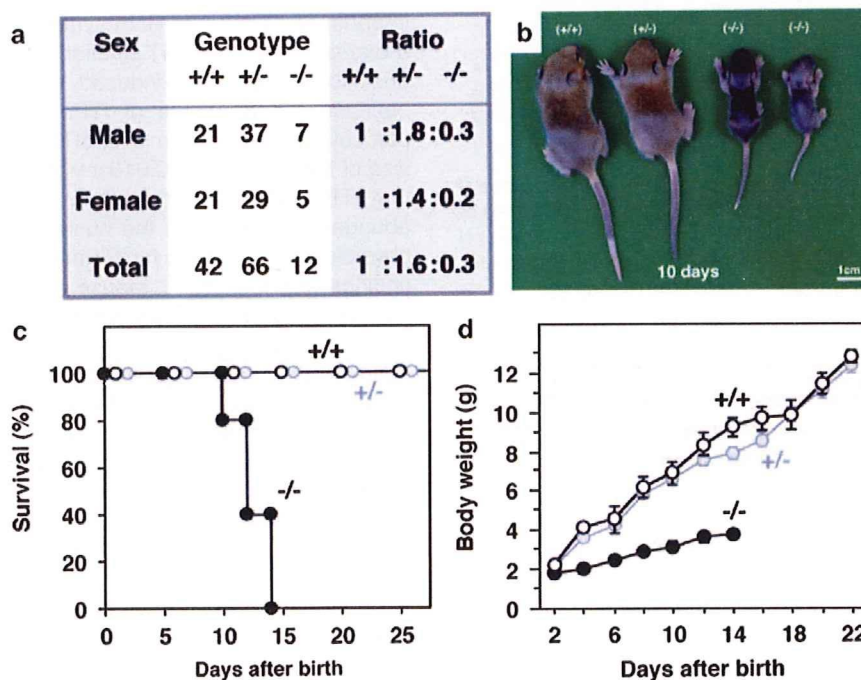 a
Sex Genotype Ratio
+/+ +/- -/- +/+ +/- -/-
Male 21 37 7 1 :1.8:0.3
Female 21 29 5 1 :1.4:0.2
Total 42 66 12 1 :1.6:0.3
b
(+/+) (+/-) (-/-) (-/-)
10 days 1cm
c
Survival (%)
100
80
60
40
20
0
+/+
+/-
-/-
0 5 10 15 20 25
Days after birth
d
Body weight (g)
12
10
8
6
4
2
0
+/+
+/-
-/-
2 6 10 14 18 22
Days after birth